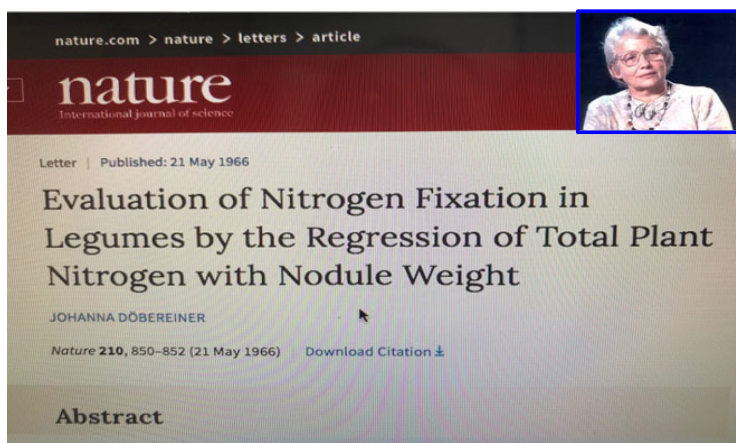 nature.com > nature > letters > article
nature
International journal of science
Letter | Published: 21 May 1966
Evaluation of Nitrogen Fixation in
Legumes by the Regression of Total Plant
Nitrogen with Nodule Weight
JOHANNA DÖBEREINER
Nature 210, 850–852 (21 May 1966) | Download Citation
Abstract